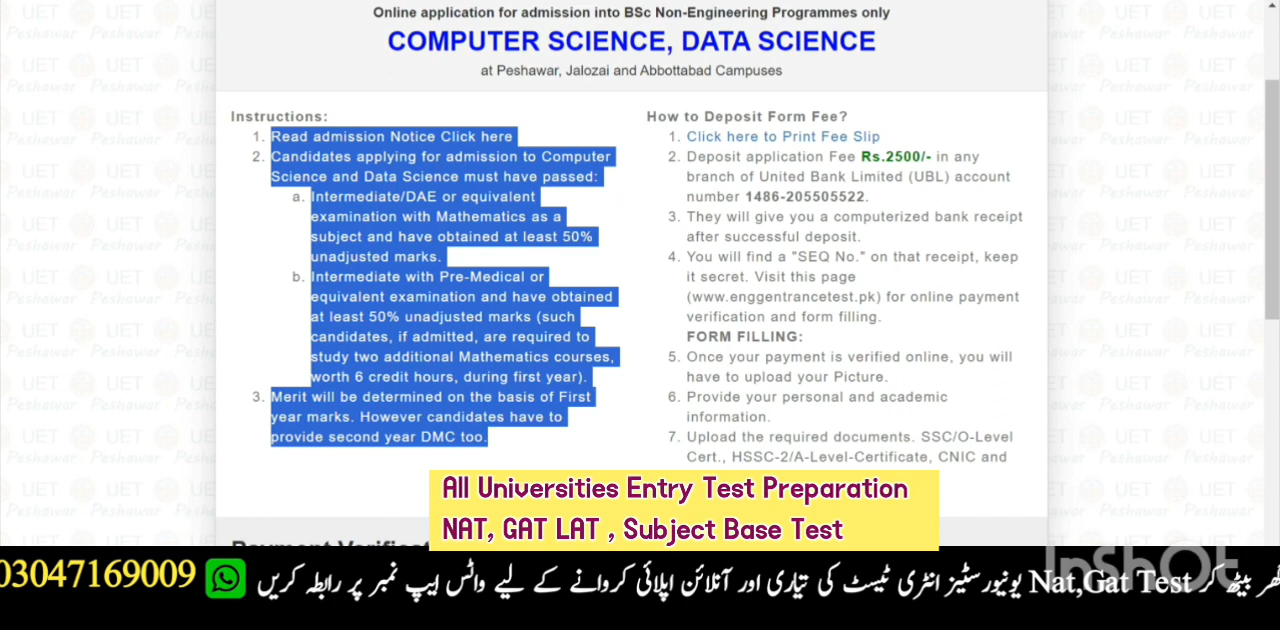 Online application for admission into BSc Non-Engineering Programmes only
COMPUTER SCIENCE, DATA SCIENCE
at Peshawar, Jalozai and Abbottabad Campuses
Instructions:
1. Read admission Notice Click here
2. Candidates applying for admission to Computer
Science and Data Science must have passed:
a. Intermediate/DAE or equivalent
examination with Mathematics as a
subject and have obtained at least 50%
unadjusted marks.
b. Intermediate with Pre-Medical or
equivalent examination and have obtained
at least 50% unadjusted marks (such
candidates, if admitted, are required to
study two additional Mathematics courses,
worth 6 credit hours, during first year).
3. Merit will be determined on the basis of First
year marks. However candidates have to
provide second year DMC too.
How to Deposit Form Fee?
1. Click here to Print Fee Slip
2. Deposit application Fee Rs.2500/- in any
branch of United Bank Limited (UBL) account
number 1486-205505522.
3. They will give you a computerized bank receipt
after successful deposit.
4. You will find a "SEQ No." on that receipt, keep
it secret. Visit this page
(www.enggentrancetest.pk) for online payment
verification and form filling.
FORM FILLING:
5. Once your payment is verified online, you will
have to upload your Picture.
6. Provide your personal and academic
information.
7. Upload the required documents. SSC/O-Level
Cert., HSSC-2/A-Level-Certificate, CNIC and
All Universities Entry Test Preparation
NAT, GAT LAT , Subject Base Test
گھر بیٹھ کر Nat,Gat Test یونیورسٹیز انٹری ٹیسٹ کی تیاری اور آنلائن اپلائی کروانے کے لیے واٹس ایپ نمبر پر رابطہ کریں 03047169009
InShOt